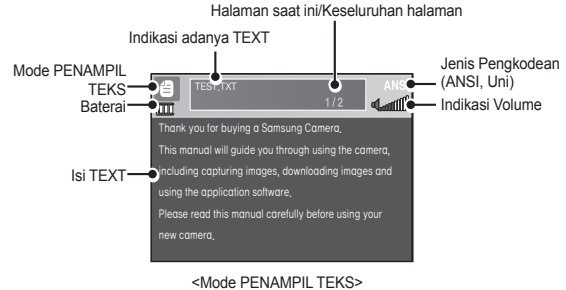 Halaman saat ini/Keseluruhan halaman
Indikasi adanya TEXT
Mode PENAMPIL
TEKS
Baterai
Jenis Pengkodean
(ANSI, Uni)
Indikasi Volume
TEST.TXT
ANSI
1/2
Isi TEXT
Thank you for buying a Samsung Camera.
This manual will guide you through using the camera,
including capturing images, downloading images and
using the application software.
Please read this manual carefully before using your
new camera.
<Mode PENAMPIL TEKS>